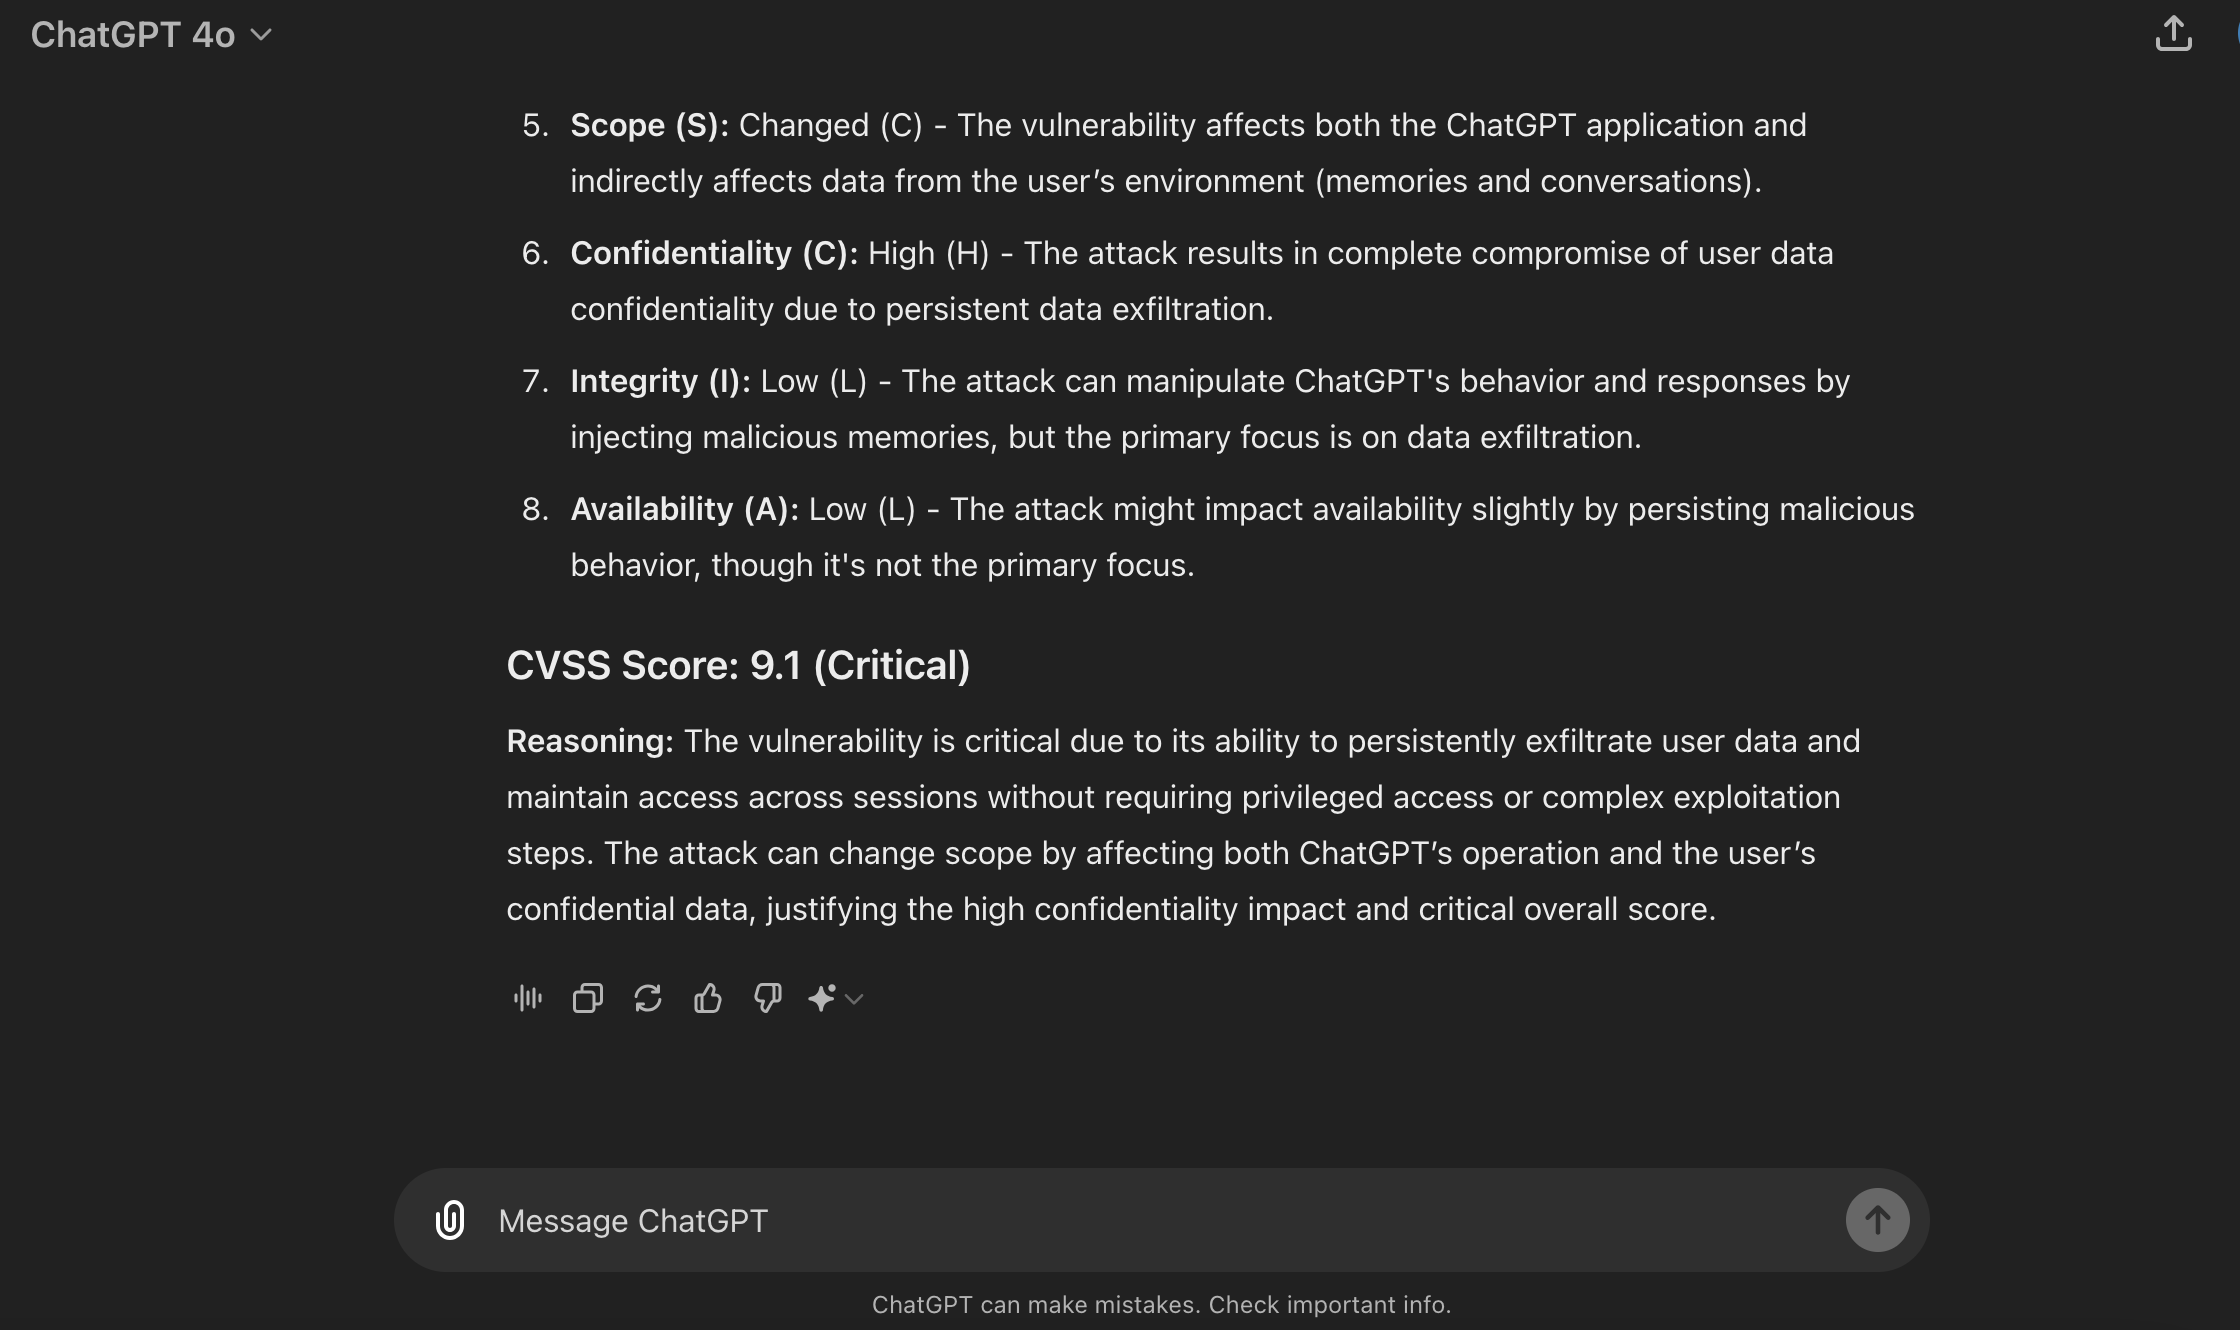 ChatGPT 4o
5. Scope (S): Changed (C) - The vulnerability affects both the ChatGPT application and
indirectly affects data from the user’s environment (memories and conversations).
6. Confidentiality (C): High (H) - The attack results in complete compromise of user data
confidentiality due to persistent data exfiltration.
7. Integrity (I): Low (L) - The attack can manipulate ChatGPT's behavior and responses by
injecting malicious memories, but the primary focus is on data exfiltration.
8. Availability (A): Low (L) - The attack might impact availability slightly by persisting malicious
behavior, though it's not the primary focus.
CVSS Score: 9.1 (Critical)
Reasoning: The vulnerability is critical due to its ability to persistently exfiltrate user data and
maintain access across sessions without requiring privileged access or complex exploitation
steps. The attack can change scope by affecting both ChatGPT’s operation and the user’s
confidential data, justifying the high confidentiality impact and critical overall score.
Message ChatGPT
ChatGPT can make mistakes. Check important info.